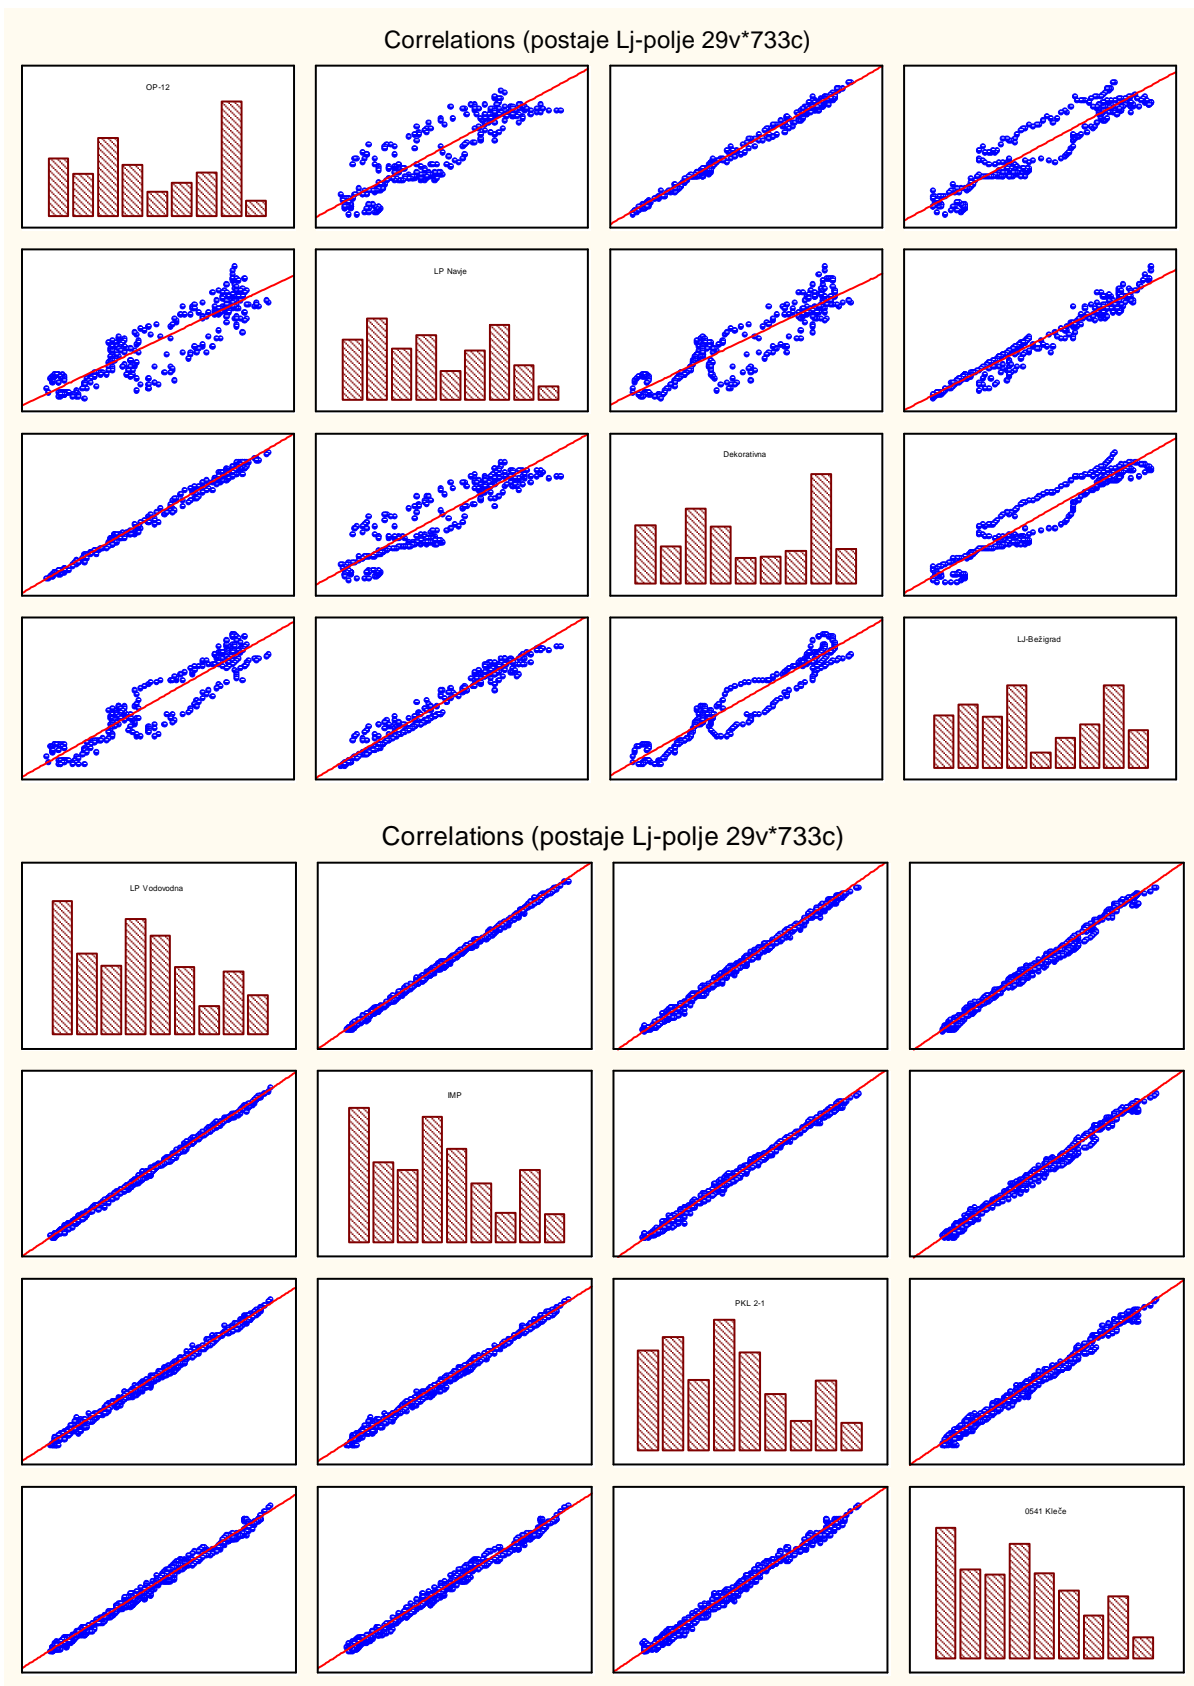 Correlations (postaje Lj-polje 29v*733c)
OP-12
LP Navje
Dekorativna
LJ-Bežigrad
Correlations (postaje Lj-polje 29v*733c)
LP Vodovodna
IMP
PKL 2-1
0541 Kleče